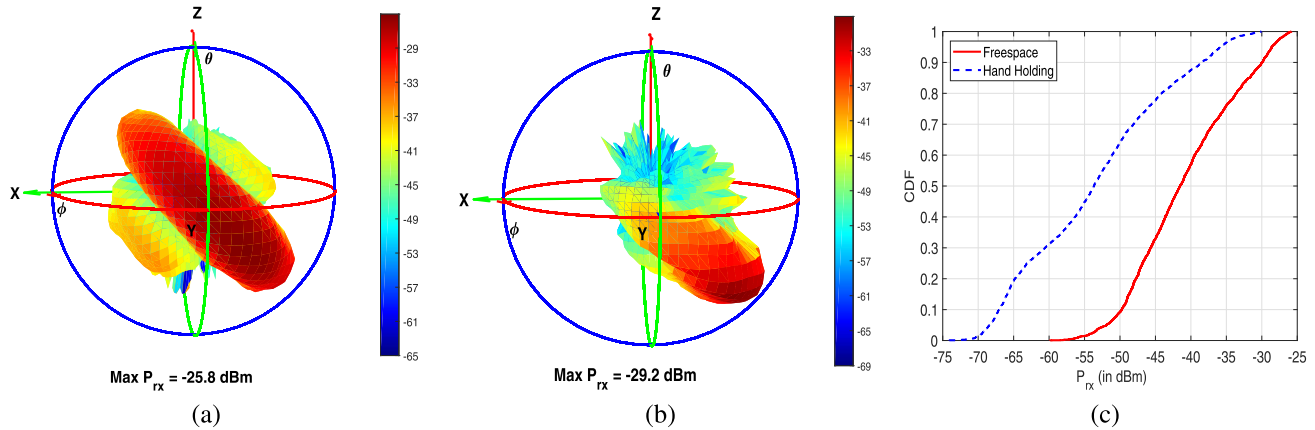 Z
θ
X
ϕ
Y
-29
-33
-37
-41
-45
-49
-53
-57
-61
-65
Max P_rx = -25.8 dBm
(a)
Z
θ
X
ϕ
Y
-33
-37
-41
-45
-49
-53
-57
-61
-65
-69
Max P_rx = -29.2 dBm
(b)
1
0.9
0.8
0.7
0.6
0.5
0.4
0.3
0.2
0.1
0
CDF
Freespace
Hand Holding
-75 -70 -65 -60 -55 -50 -45 -40 -35 -30 -25
P_rx (in dBm)
(c)